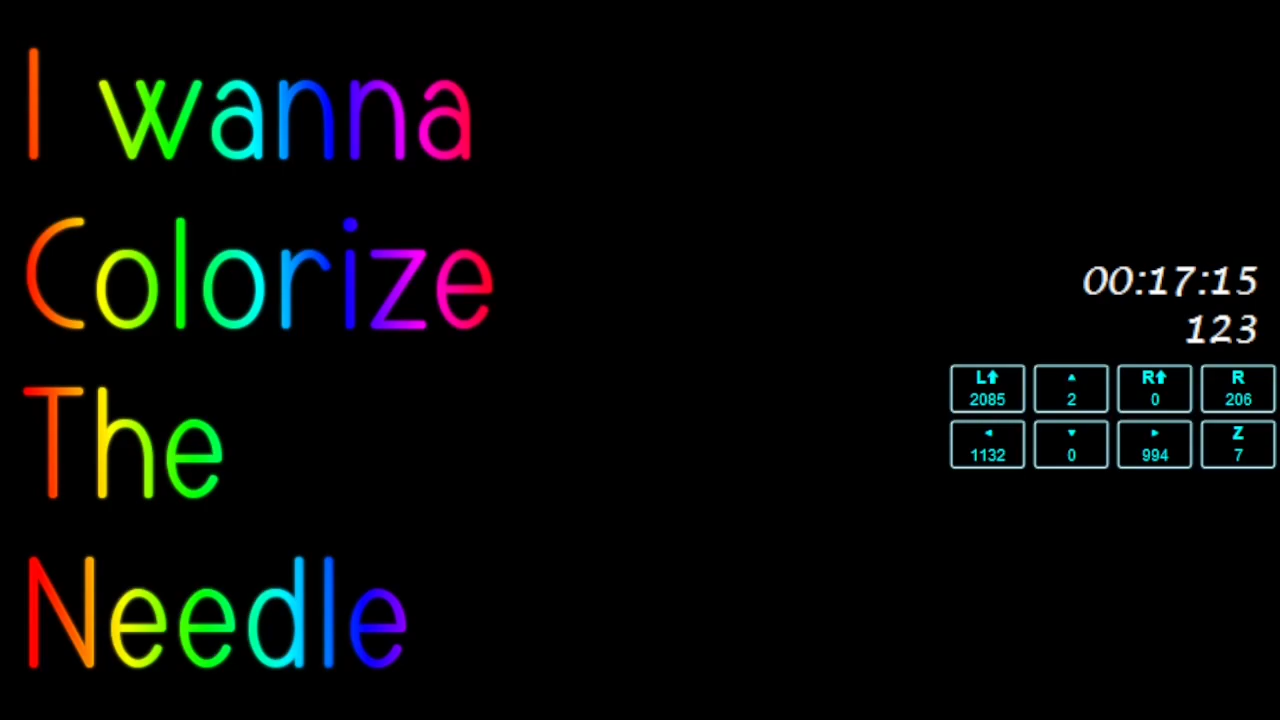 I wanna
Colorize
The
Needle
00:17:15
123
L⬆ ▲ R⬆ R
2085 2 0 206
◄ ▼ ► Z
1132 0 994 7